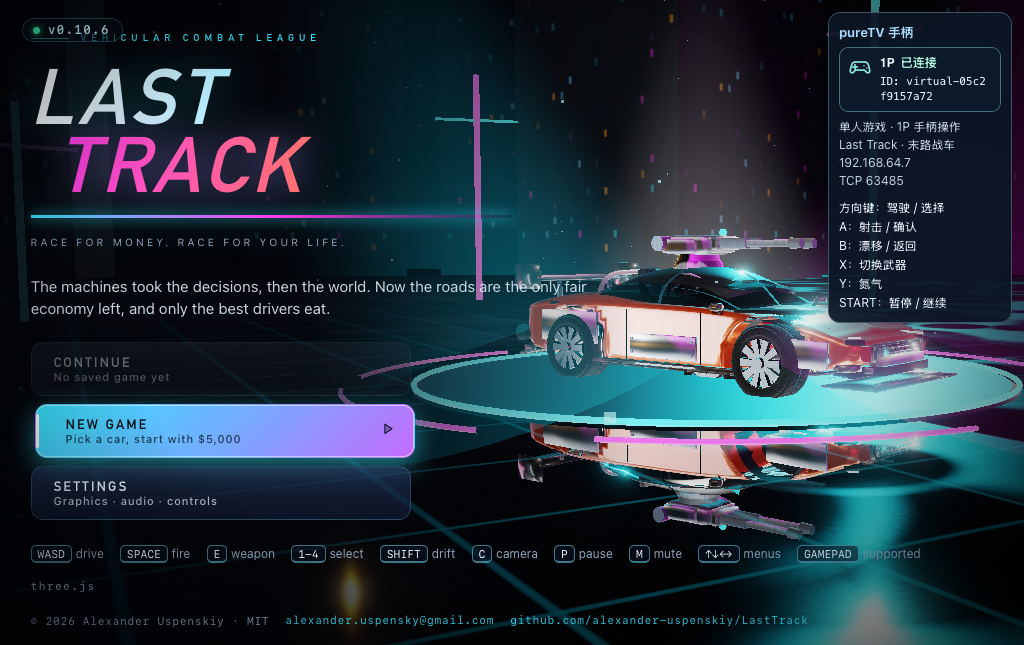 v0.10.6
VEHICULAR COMBAT LEAGUE
LAST
TRACK
RACE FOR MONEY. RACE FOR YOUR LIFE.
The machines took the decisions, then the world. Now the roads are the only fair
economy left, and only the best drivers eat.
CONTINUE
No saved game yet
NEW GAME
Pick a car, start with $5,000
SETTINGS
Graphics · audio · controls
WASD drive SPACE fire E weapon 1–4 select SHIFT drift C camera P pause M mute ↑↓↔ menus GAMEPAD supported
three.js
© 2026 Alexander Uspenskiy · MIT alexander.uspensky@gmail.com github.com/alexander-uspenskiy/LastTrack
pureTV 手柄
1P 已连接
ID: virtual-05c2
f9157a72
单人游戏 · 1P 手柄操作
Last Track · 末路战车
192.168.64.7
TCP 63485
方向键: 驾驶 / 选择
A: 射击 / 确认
B: 漂移 / 返回
X: 切换武器
Y: 氮气
START: 暂停 / 继续